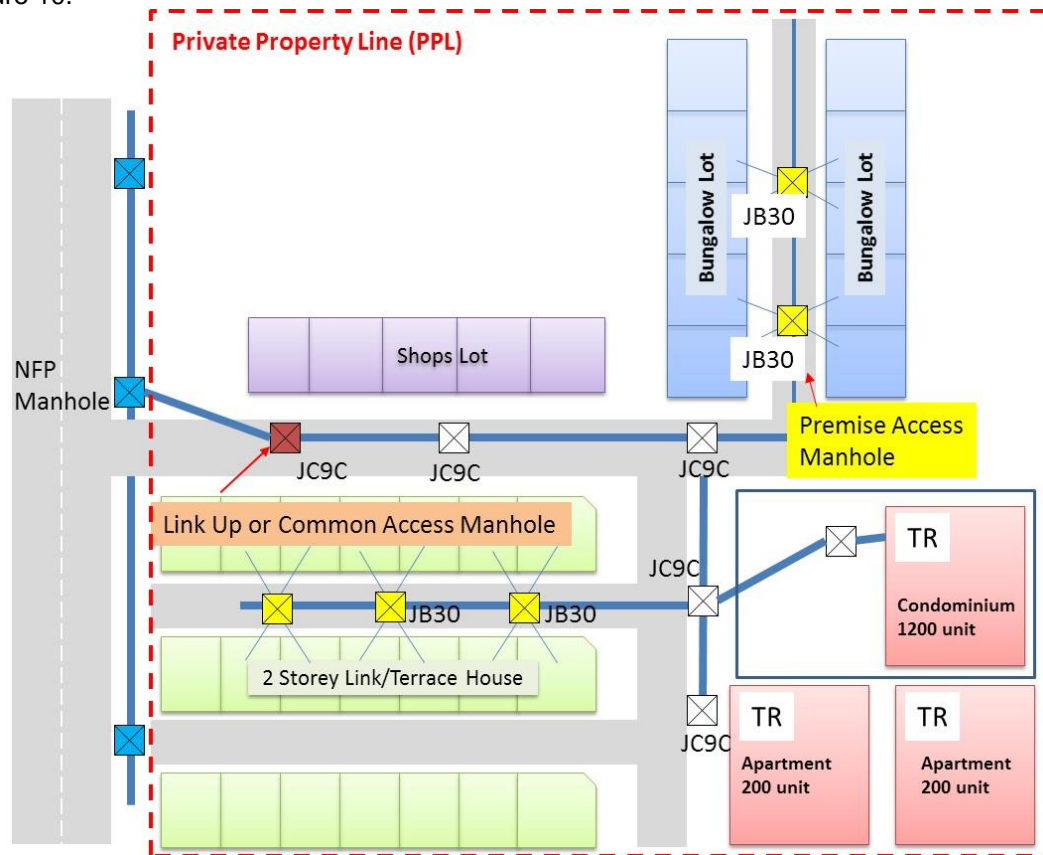 Private Property Line (PPL)
Bungalow Lot
Bungalow Lot
JB30
JB30
Shops Lot
NFP
Manhole
Premise Access
Manhole
JC9C
JC9C
JC9C
Link Up or Common Access Manhole
JC9C
JB30
JB30
2 Storey Link/Terrace House
TR
Condominium
1200 unit
JC9C
TR
Apartment
200 unit
TR
Apartment
200 unit